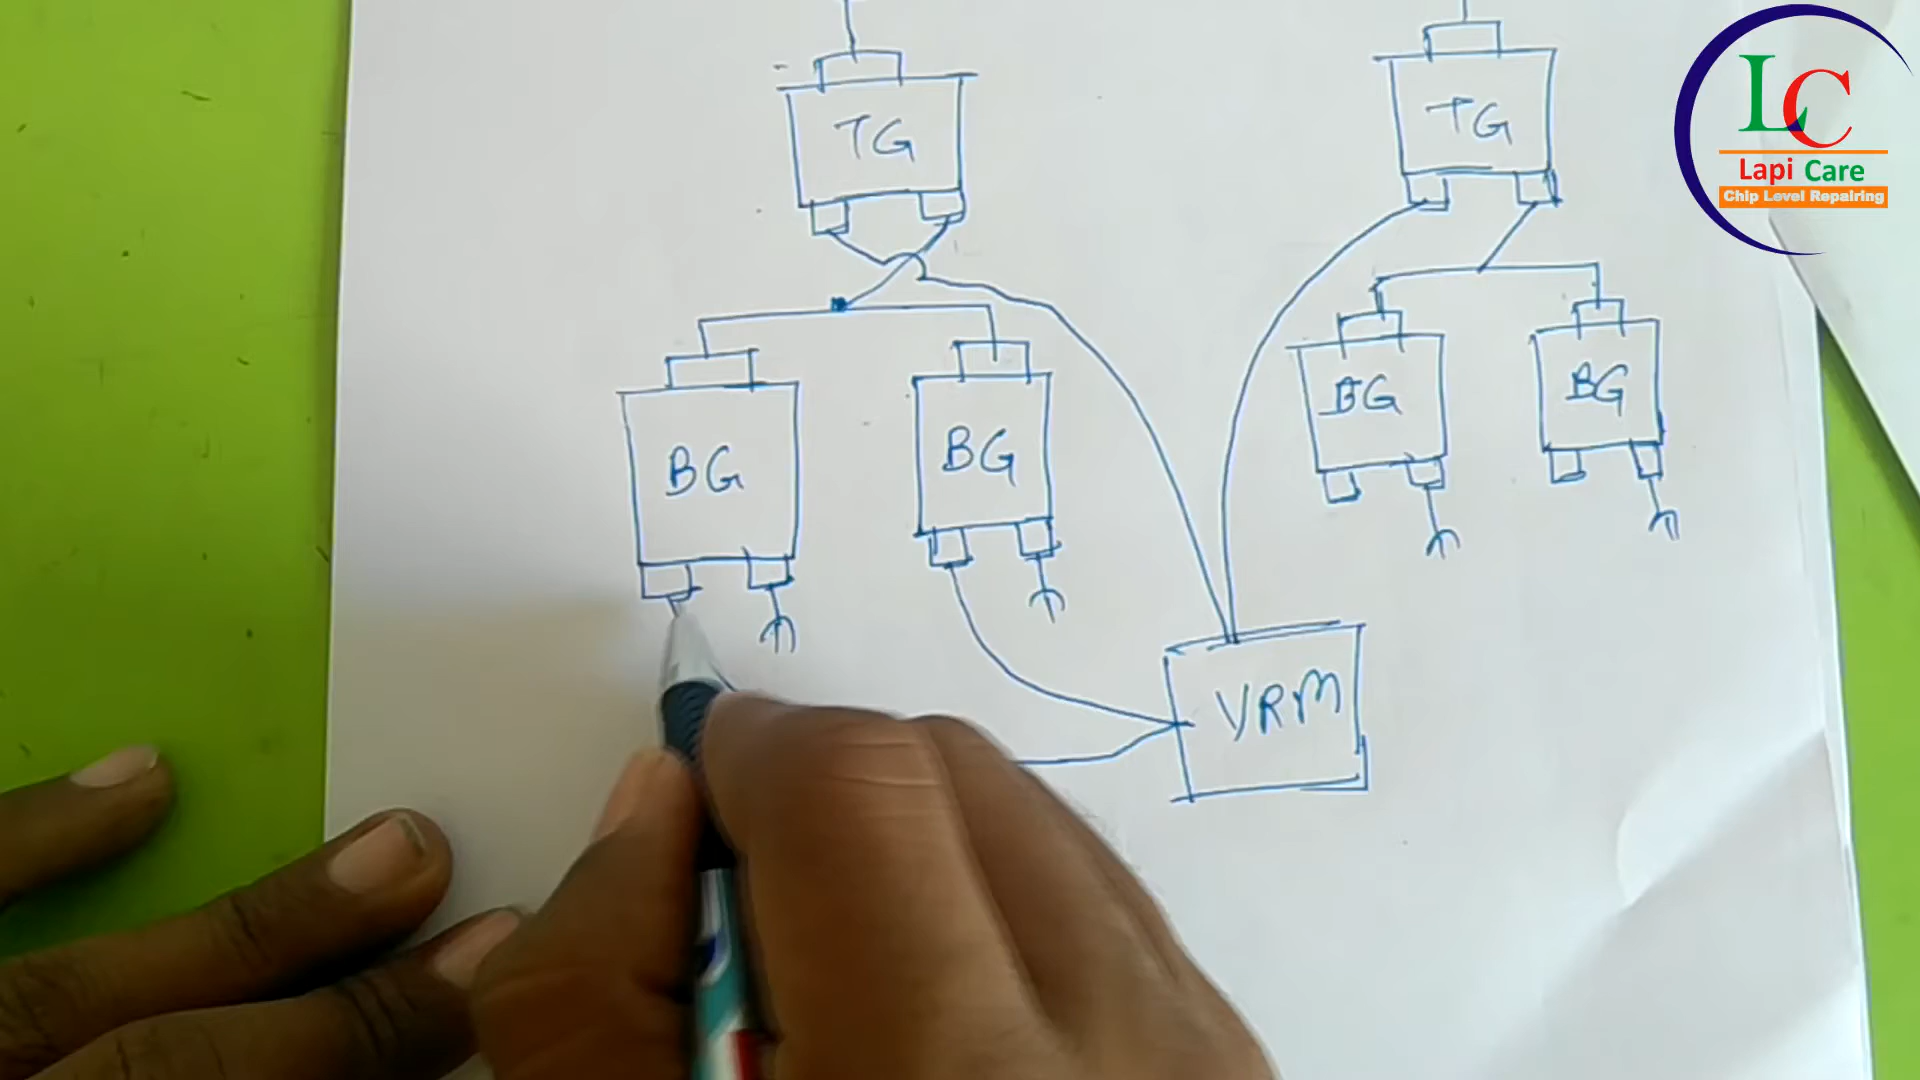 TG
TG
LC
Lapi Care
Chip Level Repairing
BG
BG
BG
BG
VRM